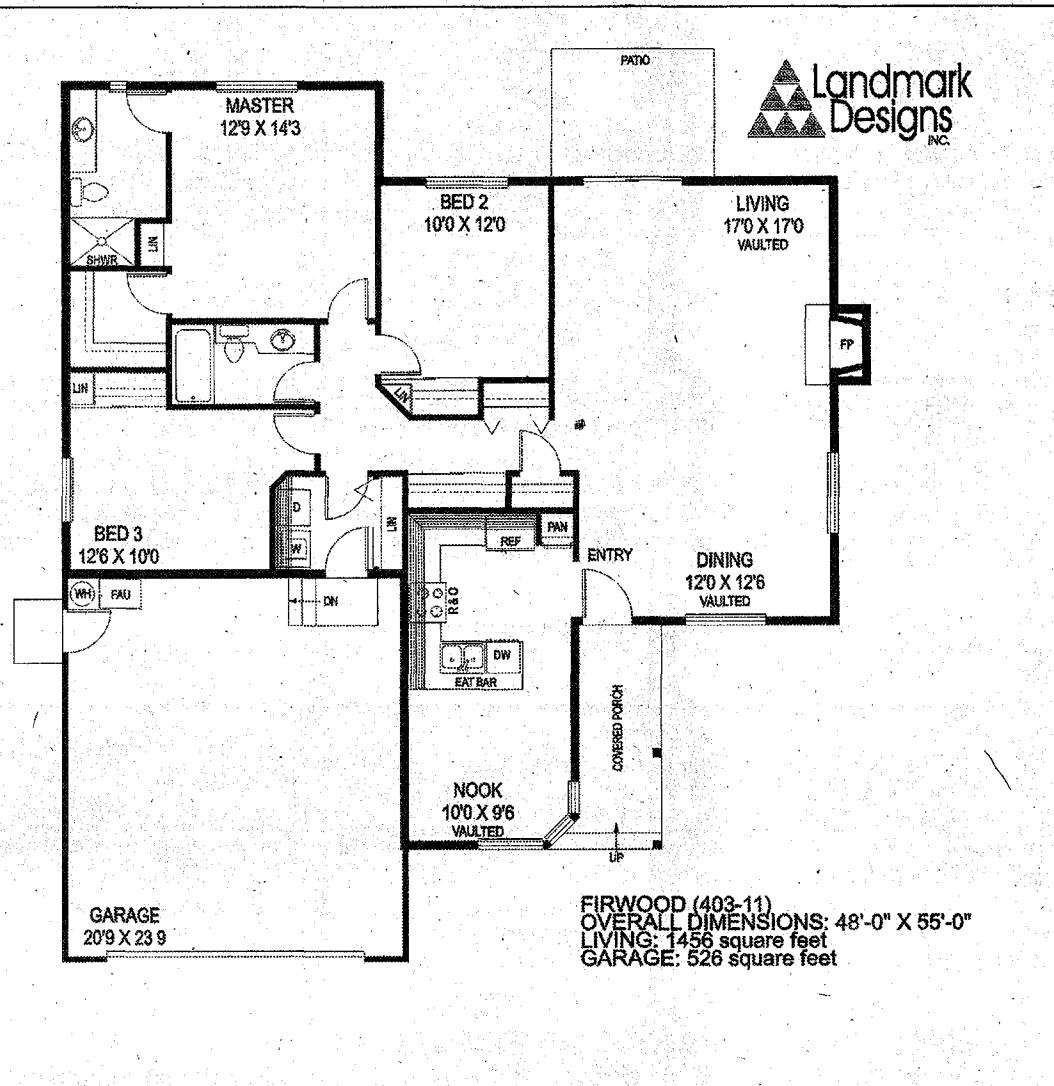 PATIO
Landmark
Designs
INC.
MASTER
12'9 X 14'3
BED 2
10'0 X 12'0
LIVING
17'0 X 17'0
VAULTED
LIN
SHWR
FP
LIN
LIN
D
W
LIN
PAN
REF
BED 3
12'6 X 10'0
ENTRY
DINING
12'0 X 12'6
VAULTED
WH
FAU
DN
R&O
DW
EAT BAR
COVERED PORCH
NOOK
10'0 X 9'6
VAULTED
UP
GARAGE
20'9 X 23 9
FIRWOOD (403-11)
OVERALL DIMENSIONS: 48'-0" X 55'-0"
LIVING: 1456 square feet
GARAGE: 526 square feet